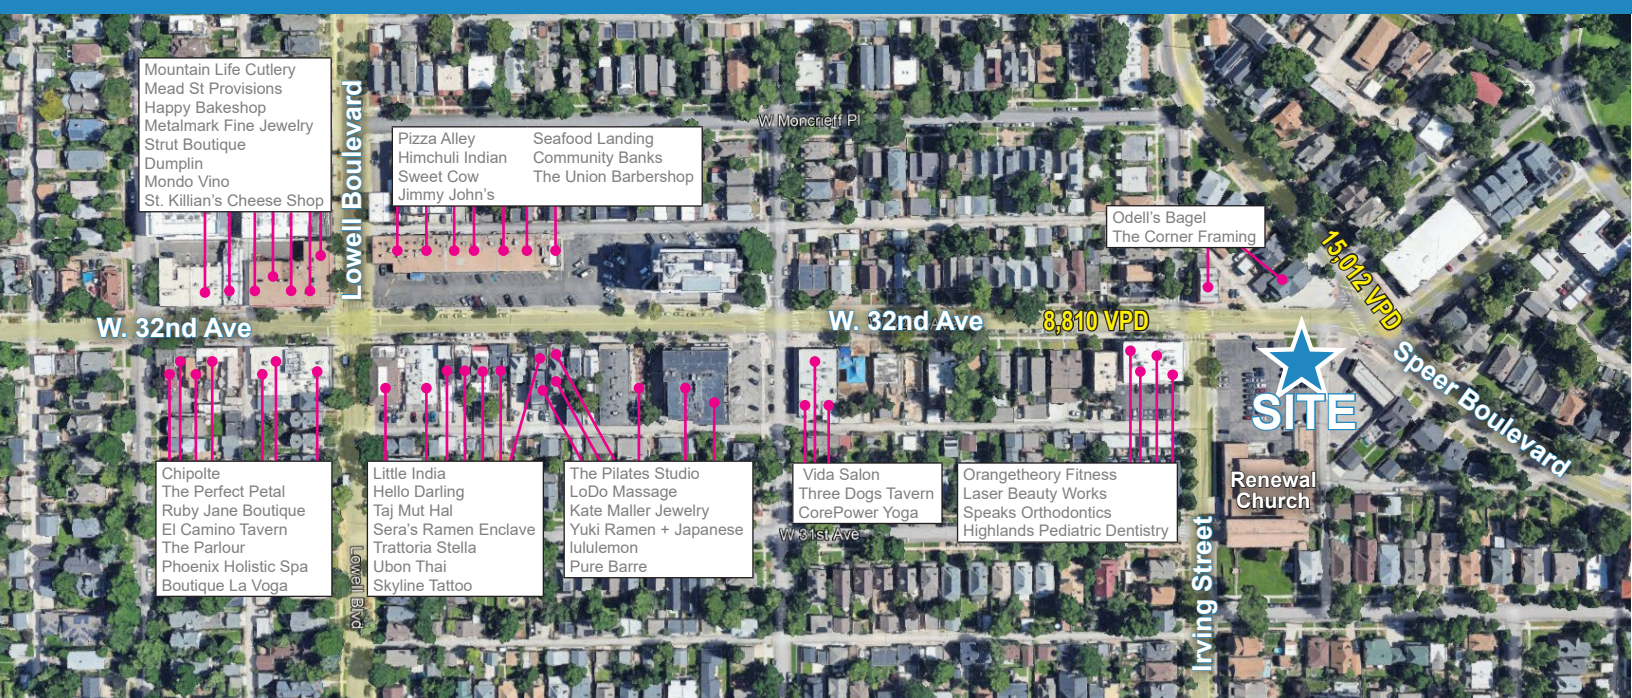 Mountain Life Cutlery
Mead St Provisions
Happy Bakeshop
Metalmark Fine Jewelry
Strut Boutique
Dumplin
Mondo Vino
St. Killian's Cheese Shop
Lowell Boulevard
Pizza Alley
Himchuli Indian
Sweet Cow
Jimmy John's
Seafood Landing
Community Banks
The Union Barbershop
W Moncrieff Pl
Odell's Bagel
The Corner Framing
15,012 VPD
W. 32nd Ave
W. 32nd Ave
8,810 VPD
Speer Boulevard
SITE
Chipolte
The Perfect Petal
Ruby Jane Boutique
El Camino Tavern
The Parlour
Phoenix Holistic Spa
Boutique La Voga
Lowell Blvd
Little India
Hello Darling
Taj Mut Hal
Sera's Ramen Enclave
Trattoria Stella
Ubon Thai
Skyline Tattoo
The Pilates Studio
LoDo Massage
Kate Maller Jewelry
Yuki Ramen + Japanese
lululemon
Pure Barre
Vida Salon
Three Dogs Tavern
CorePower Yoga
W 31st Ave
Orangetheory Fitness
Laser Beauty Works
Speaks Orthodontics
Highlands Pediatric Dentistry
Renewal
Church
Irving Street